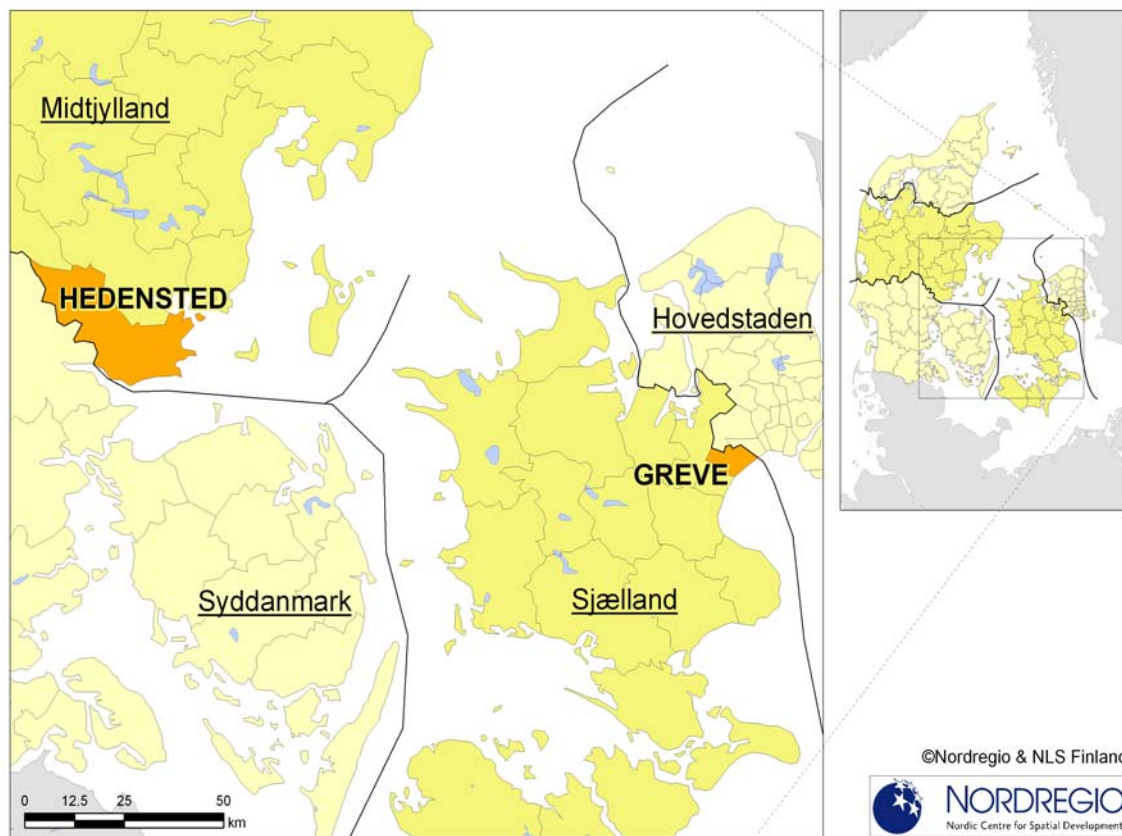 Midtjylland
HEDENSTED
Hovedstaden
GREVE
Syddanmark
Sjælland
0 12.5 25 50
km
©Nordregio & NLS Finland
NORDREGIO
Nordic Centre for Spatial Development